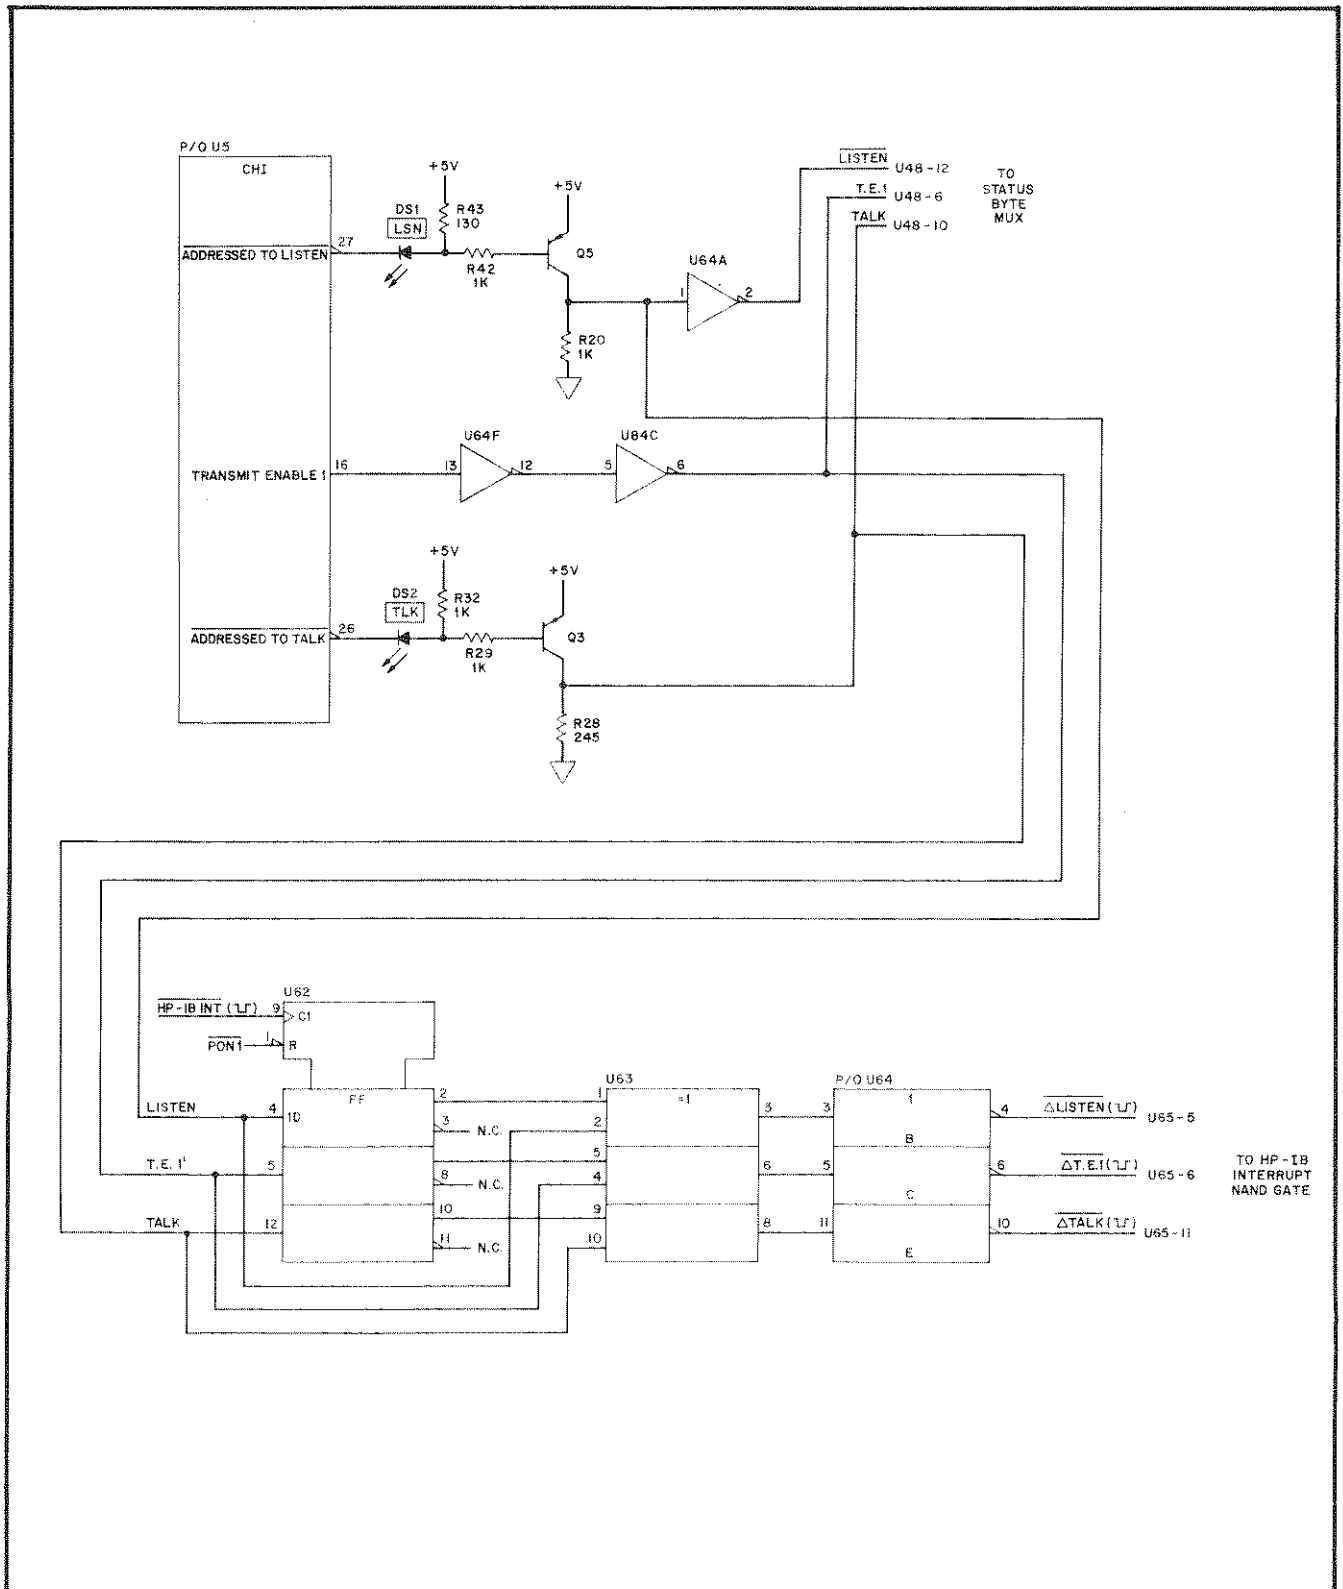 P/O U5
CHI
ADDRESSED TO LISTEN
27
DS1
LSN
+5V
R43
130
R42
1K
+5V
Q5
R20
1K
U64A
1
2
LISTEN
U48-12
T.E.1
U48-6
TALK
U48-10
TO
STATUS
BYTE
MUX
TRANSMIT ENABLE 1
16
U64F
13
12
U84C
5
6
ADDRESSED TO TALK
26
DS2
TLK
+5V
R32
1K
R29
1K
+5V
Q3
R28
245
U62
HP-IB INT
9
C1
PON1
1
R
FF
LISTEN
4
1D
2
3
N.C.
T.E.1
5
8
N.C.
TALK
12
10
11
N.C.
U63
=1
1
2
3
5
4
6
9
10
8
P/O U64
1
3
B
4
ΔLISTEN
U65-5
5
C
6
ΔT.E.1
U65-6
11
E
10
ΔTALK
U65-11
TO HP-IB
INTERRUPT
NAND GATE